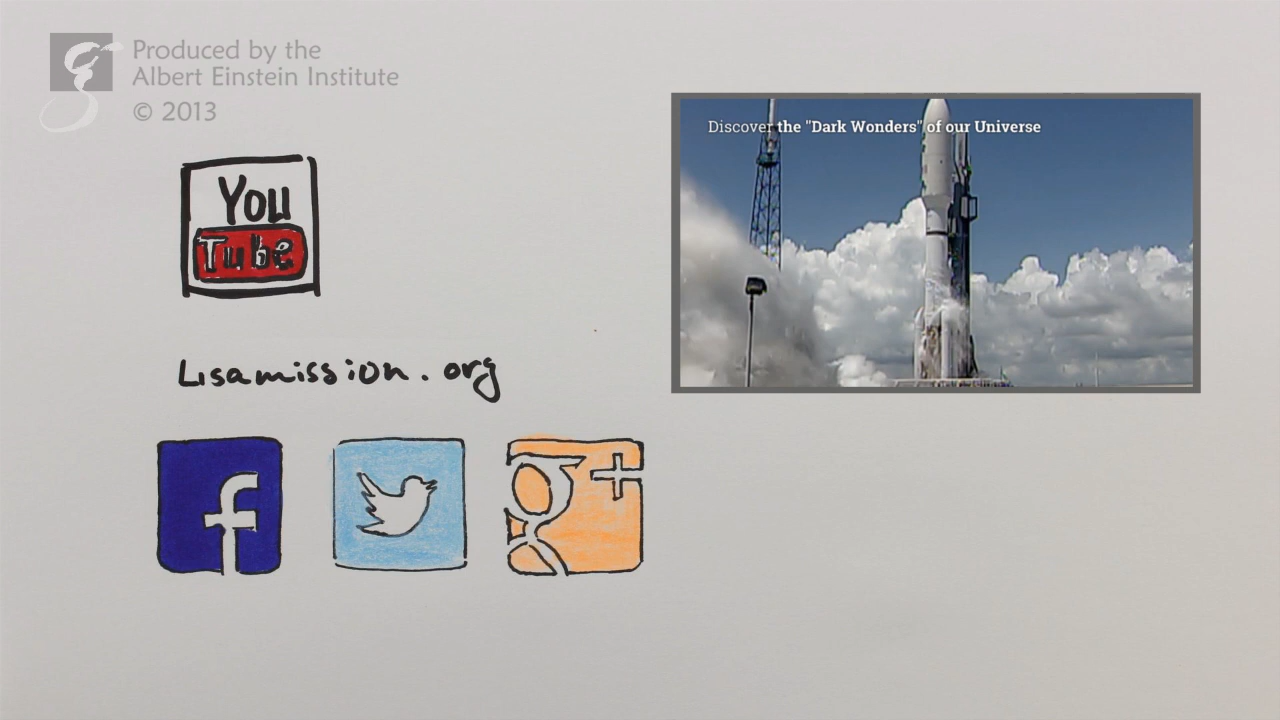 Produced by the
Albert Einstein Institute
© 2013
Discover the "Dark Wonders" of our Universe
You
Tube
Lisamission.org
f
g+